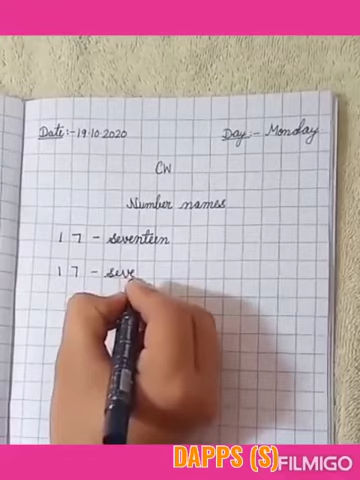 Date:- 19.10.2020 Day:- Monday
CW
Number names
17 - seventeen
17 - seve
DAPPS (S)
FILMIGO